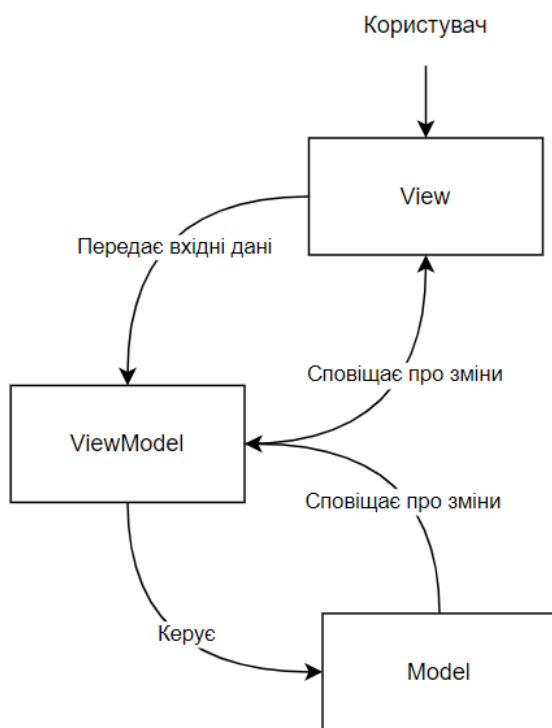 Користувач
View
Передає вхідні дані
Сповіщає про зміни
ViewModel
Сповіщає про зміни
Керує
Model